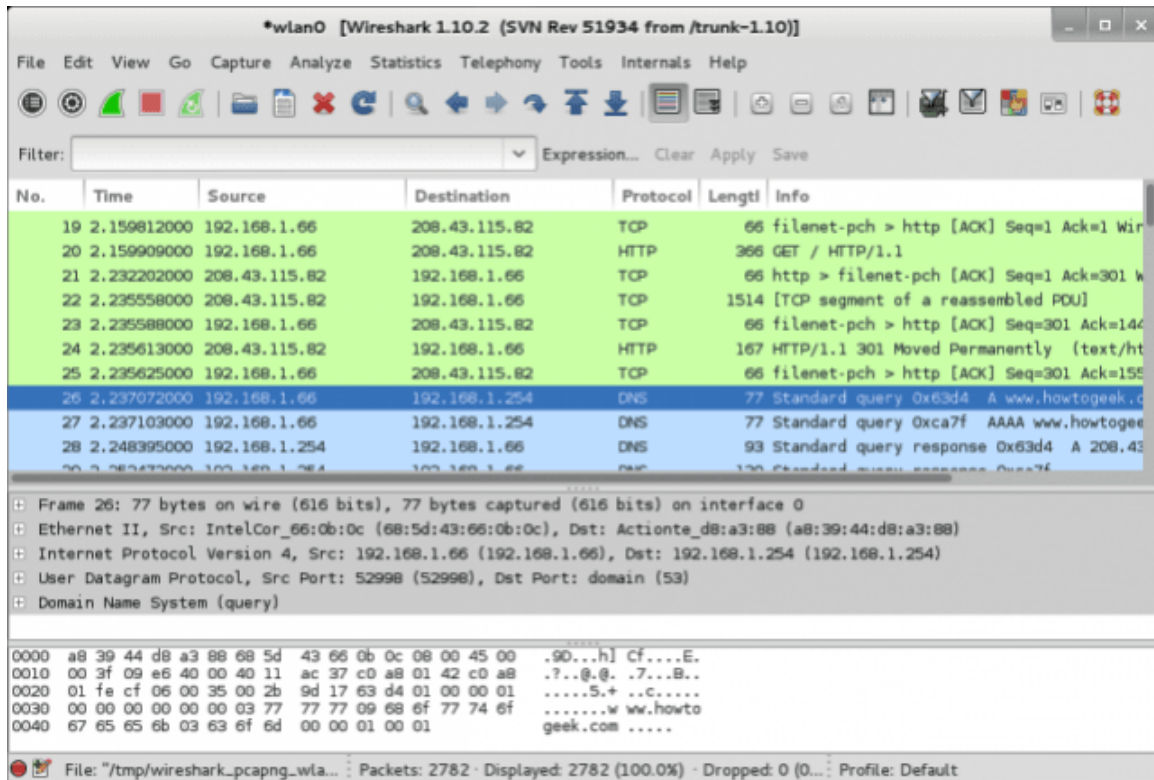 *wlan0 [Wireshark 1.10.2 (SVN Rev 51934 from /trunk-1.10)]
File Edit View Go Capture Analyze Statistics Telephony Tools Internals Help
Filter: Expression... Clear Apply Save
No. Time Source Destination Protocol Lengtl Info
19 2.159812000 192.168.1.66 208.43.115.82 TCP 66 filenet-pch > http [ACK] Seq=1 Ack=1 Win
20 2.159909000 192.168.1.66 208.43.115.82 HTTP 366 GET / HTTP/1.1
21 2.232202000 208.43.115.82 192.168.1.66 TCP 66 http > filenet-pch [ACK] Seq=1 Ack=301 W
22 2.235558000 208.43.115.82 192.168.1.66 TCP 1514 [TCP segment of a reassembled PDU]
23 2.235588000 192.168.1.66 208.43.115.82 TCP 66 filenet-pch > http [ACK] Seq=301 Ack=144
24 2.235613000 208.43.115.82 192.168.1.66 HTTP 167 HTTP/1.1 301 Moved Permanently (text/ht
25 2.235625000 192.168.1.66 208.43.115.82 TCP 66 filenet-pch > http [ACK] Seq=301 Ack=155
26 2.237072000 192.168.1.66 192.168.1.254 DNS 77 Standard query 0x63d4 A www.howtogeek.c
27 2.237103000 192.168.1.66 192.168.1.254 DNS 77 Standard query 0xca7f AAAA www.howtogee
28 2.248395000 192.168.1.254 192.168.1.66 DNS 93 Standard query response 0x63d4 A 208.43
Frame 26: 77 bytes on wire (616 bits), 77 bytes captured (616 bits) on interface 0
Ethernet II, Src: IntelCor_66:0b:0c (68:5d:43:66:0b:0c), Dst: Actionte_d8:a3:88 (a8:39:44:d8:a3:88)
Internet Protocol Version 4, Src: 192.168.1.66 (192.168.1.66), Dst: 192.168.1.254 (192.168.1.254)
User Datagram Protocol, Src Port: 52998 (52998), Dst Port: domain (53)
Domain Name System (query)
0000 a8 39 44 d8 a3 88 68 5d 43 66 0b 0c 08 00 45 00 .9D...h] Cf....E.
0010 00 3f 09 e6 40 00 40 11 ac 37 c0 a8 01 42 c0 a8 .?..@.@. .7...B..
0020 01 fe cf 06 00 35 00 2b 9d 17 63 d4 01 00 00 01 .....5.+ ..c.....
0030 00 00 00 00 00 00 03 77 77 77 09 68 6f 77 74 6f .......w ww.howto
0040 67 65 65 6b 03 63 6f 6d 00 00 01 00 01 geek.com .....
File: "/tmp/wireshark_pcapng_wla... Packets: 2782 · Displayed: 2782 (100.0%) · Dropped: 0 (0... Profile: Default